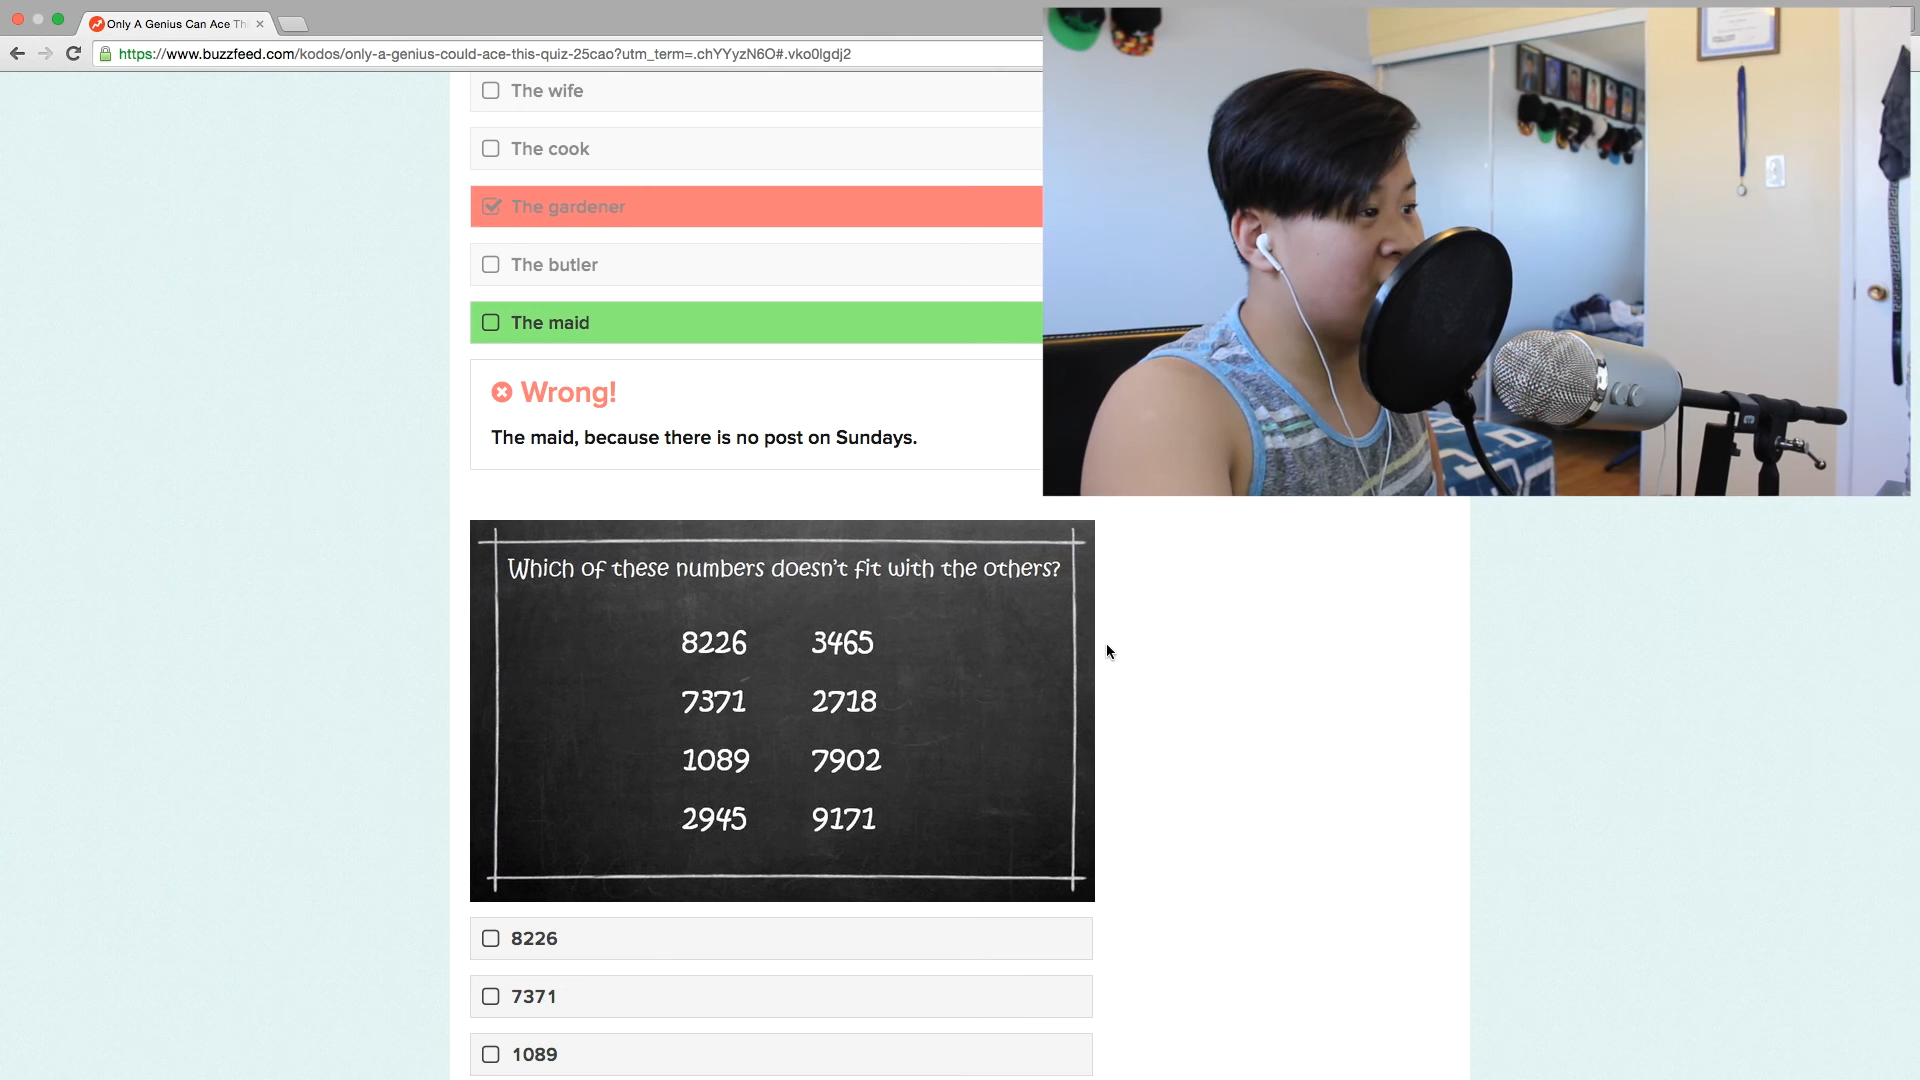 Only A Genius Can Ace Thi
https://www.buzzfeed.com/kodos/only-a-genius-could-ace-this-quiz-25cao?utm_term=.chYYyzN6O#.vko0lgdj2
The wife
The cook
The gardener
The butler
The maid
Wrong!
The maid, because there is no post on Sundays.
Which of these numbers doesn't fit with the others?
8226 3465
7371 2718
1089 7902
2945 9171
8226
7371
1089